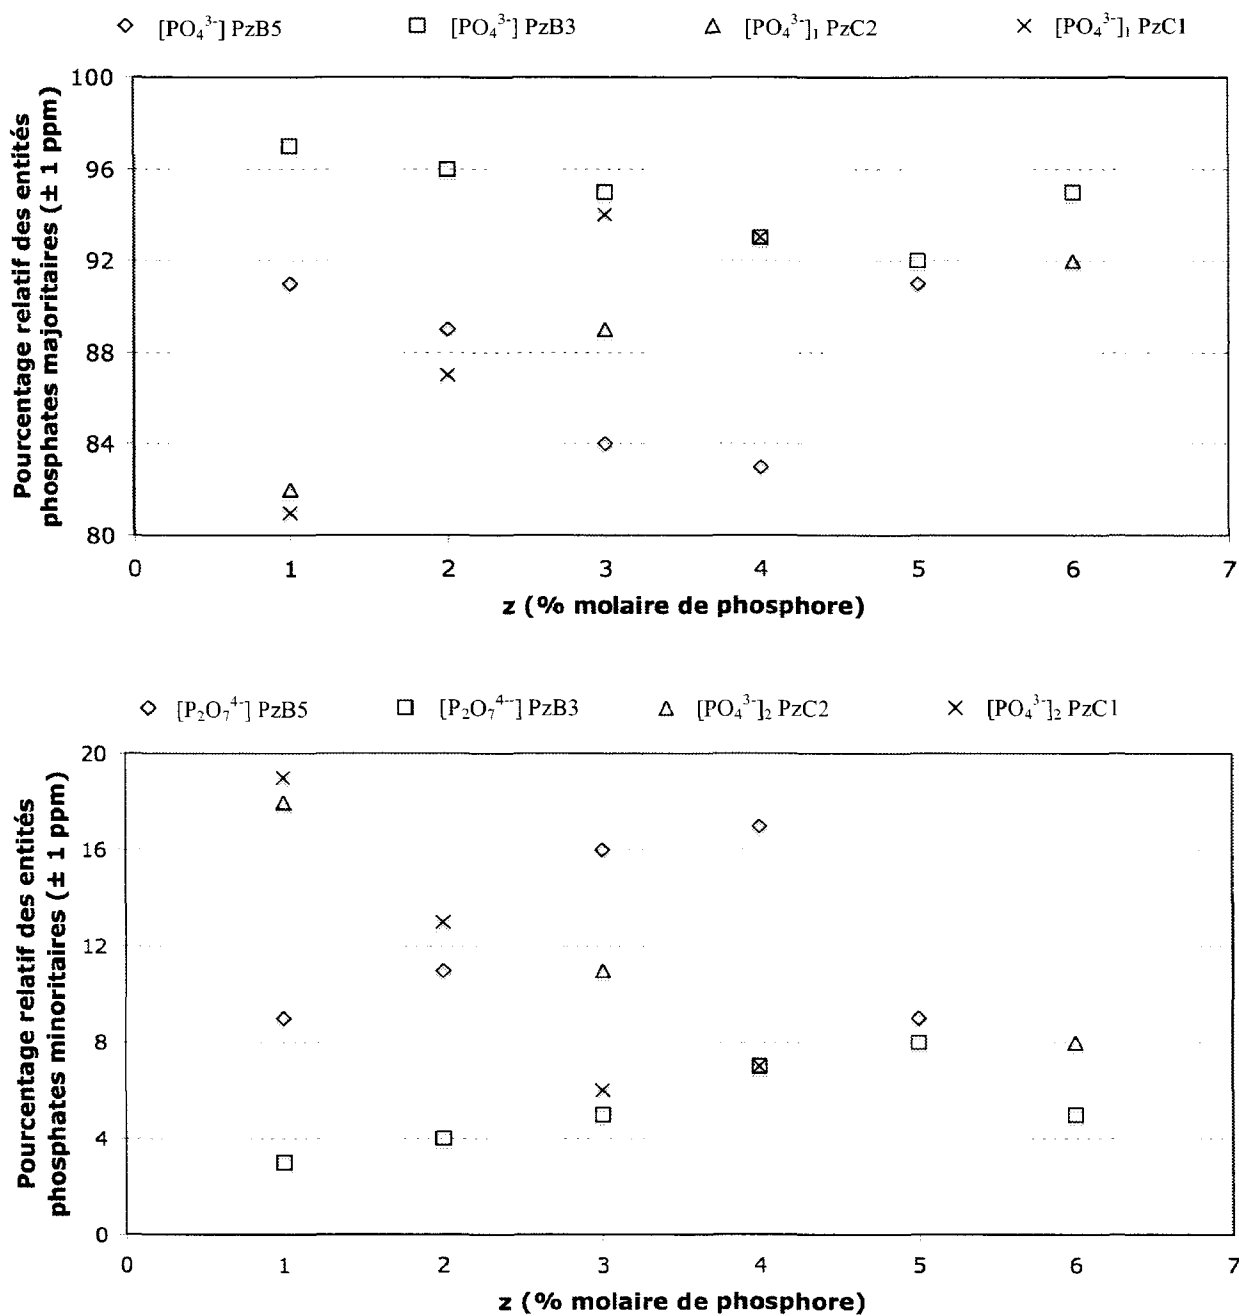 [PO₄³⁻] PzB5 [PO₄³⁻] PzB3 [PO₄³⁻]₁ PzC2 [PO₄³⁻]₁ PzC1
Pourcentage relatif des entités
phosphates majoritaires (± 1 ppm)
100
96
92
88
84
80
0 1 2 3 4 5 6 7
z (% molaire de phosphore)
[P₂O₇⁴⁻] PzB5 [P₂O₇⁴⁻] PzB3 [PO₄³⁻]₂ PzC2 [PO₄³⁻]₂ PzC1
Pourcentage relatif des entités
phosphates minoritaires (± 1 ppm)
20
16
12
8
4
0
0 1 2 3 4 5 6 7
z (% molaire de phosphore)